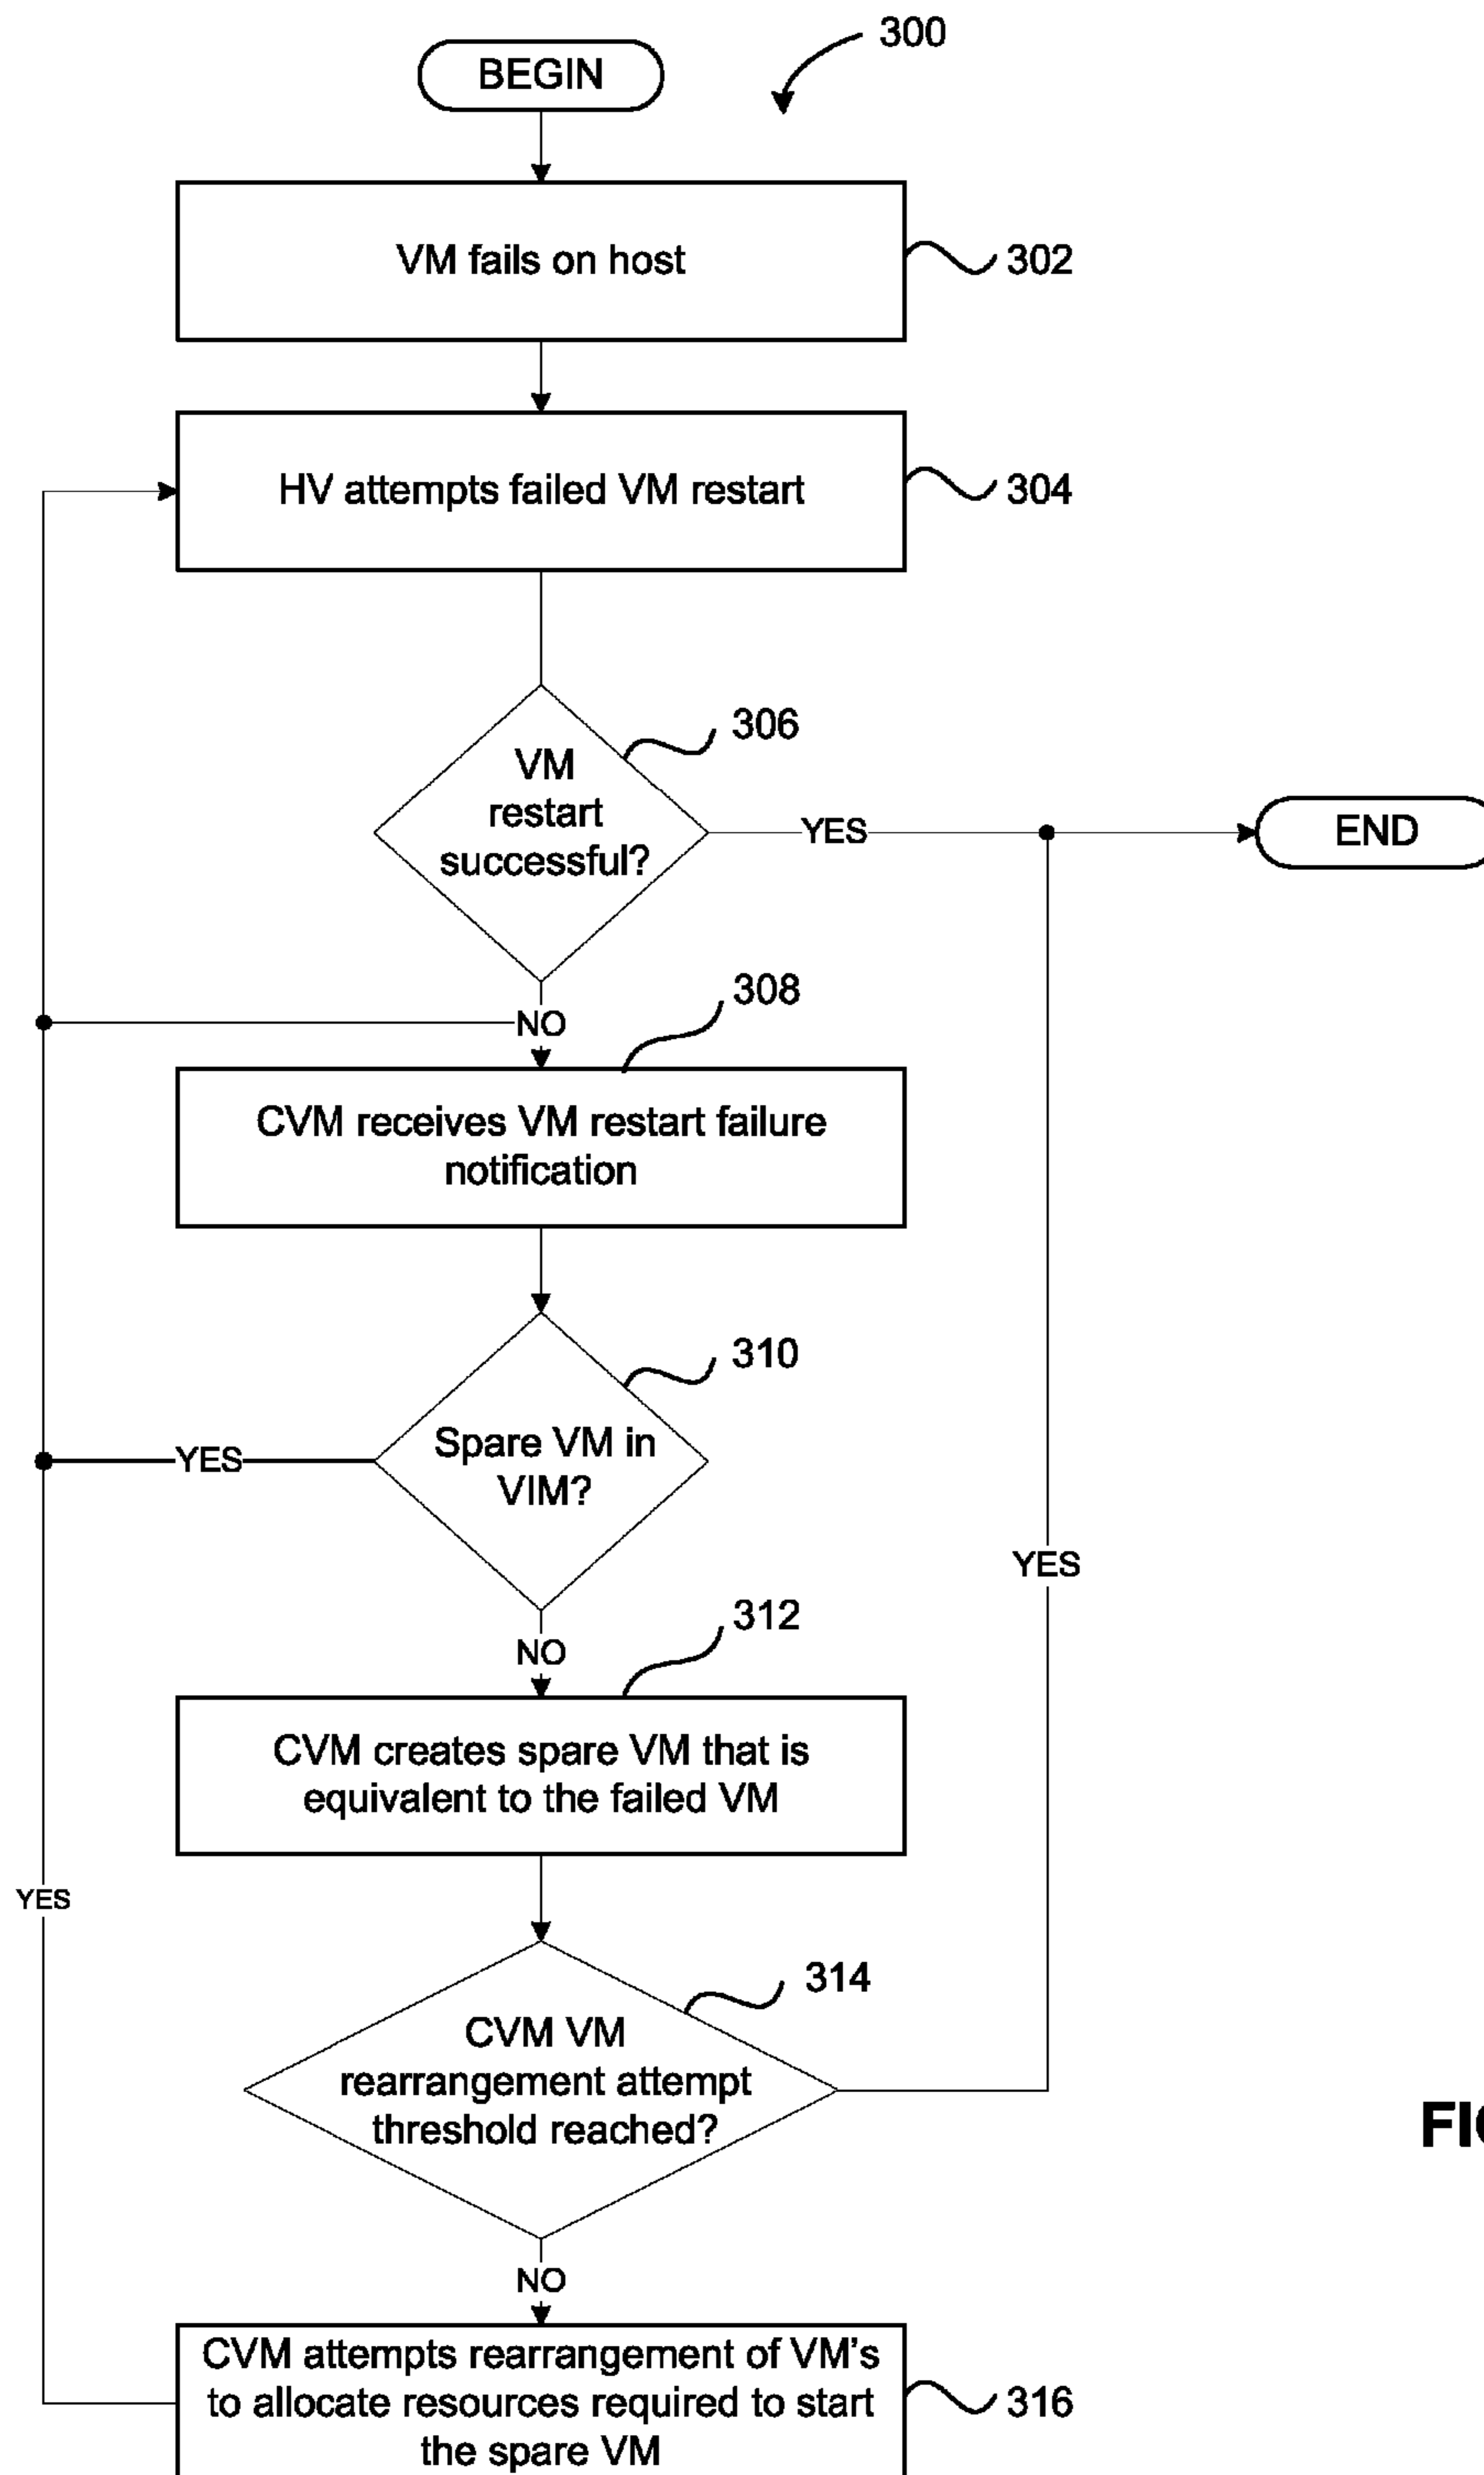 300
BEGIN
VM fails on host
302
HV attempts failed VM restart
304
306
VM
restart
successful?
YES
END
NO
308
CVM receives VM restart failure
notification
310
Spare VM in
VIM?
YES
YES
NO
312
CVM creates spare VM that is
equivalent to the failed VM
YES
314
CVM VM
rearrangement attempt
threshold reached?
NO
CVM attempts rearrangement of VM's
to allocate resources required to start
the spare VM
316